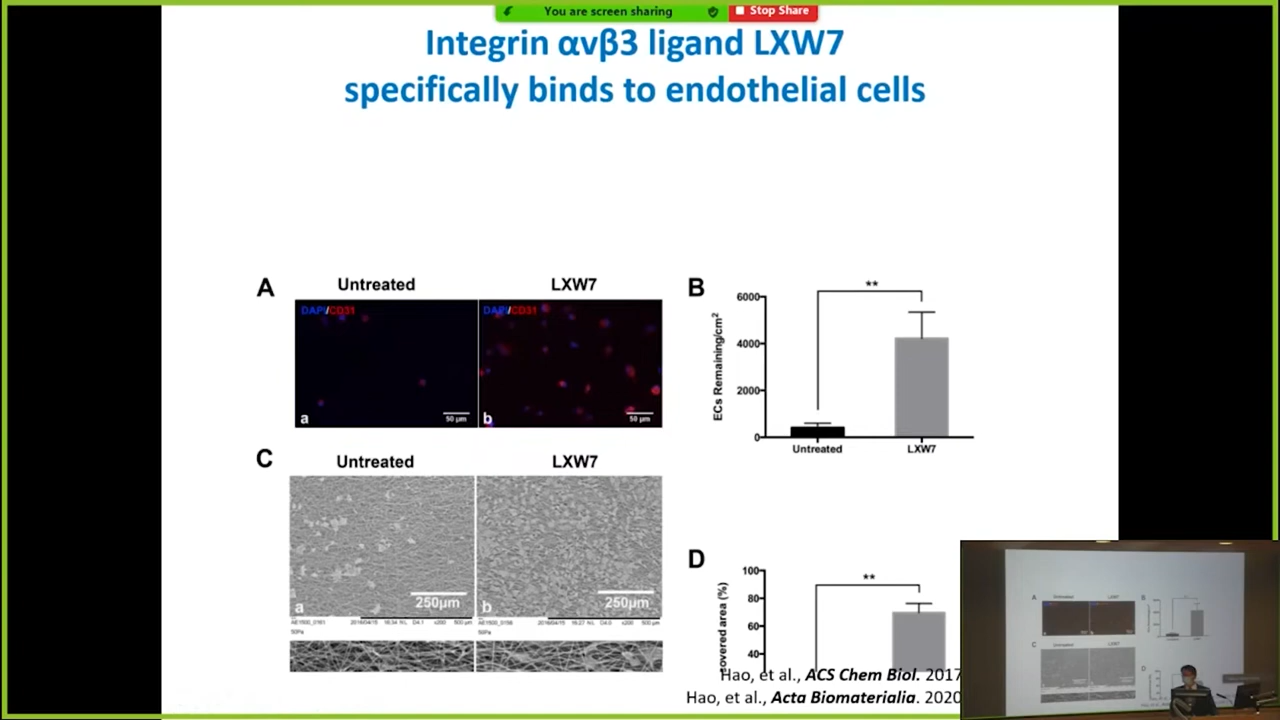 You are screen sharing
Stop Share
Integrin αvβ3 ligand LXW7
specifically binds to endothelial cells
A
Untreated
LXW7
DAPI/CD31
DAPI/CD31
a
50 μm
b
50 μm
B
**
ECs Remaining/cm²
6000
4000
2000
0
Untreated
LXW7
C
Untreated
LXW7
a
250μm
b
250μm
D
**
covered area (%)
100
80
60
40
Hao, et al., ACS Chem Biol. 2017
Hao, et al., Acta Biomaterialia. 2020